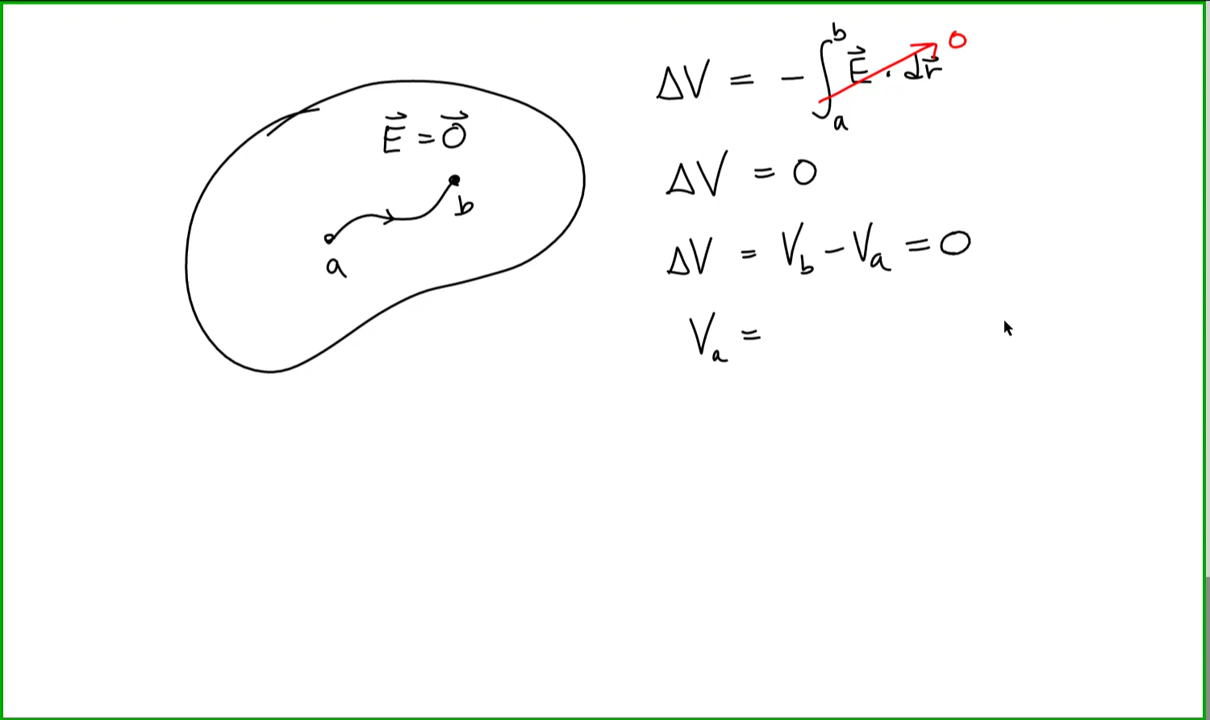 ΔV = - ∫ₐᵇ E⃗ · dr⃗ 0
E⃗ = 0⃗
b
a
ΔV = 0
ΔV = V_b - V_a = 0
V_a =